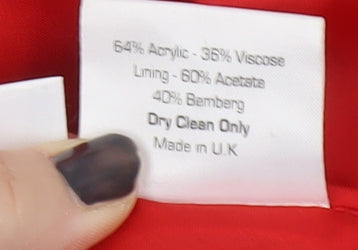 64% Acrylic - 36% Viscose
Lining - 60% Acetate
40% Bemberg
Dry Clean Only
Made in U.K